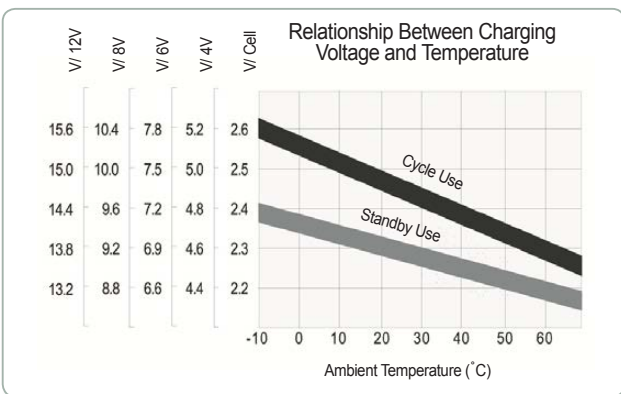 Relationship Between Charging
Voltage and Temperature
V/ 12V V/ 8V V/ 6V V/ 4V V/ Cell
15.6 10.4 7.8 5.2 2.6
15.0 10.0 7.5 5.0 2.5
14.4 9.6 7.2 4.8 2.4
13.8 9.2 6.9 4.6 2.3
13.2 8.8 6.6 4.4 2.2
Cycle Use
Standby Use
-10 0 10 20 30 40 50 60
Ambient Temperature (°C)